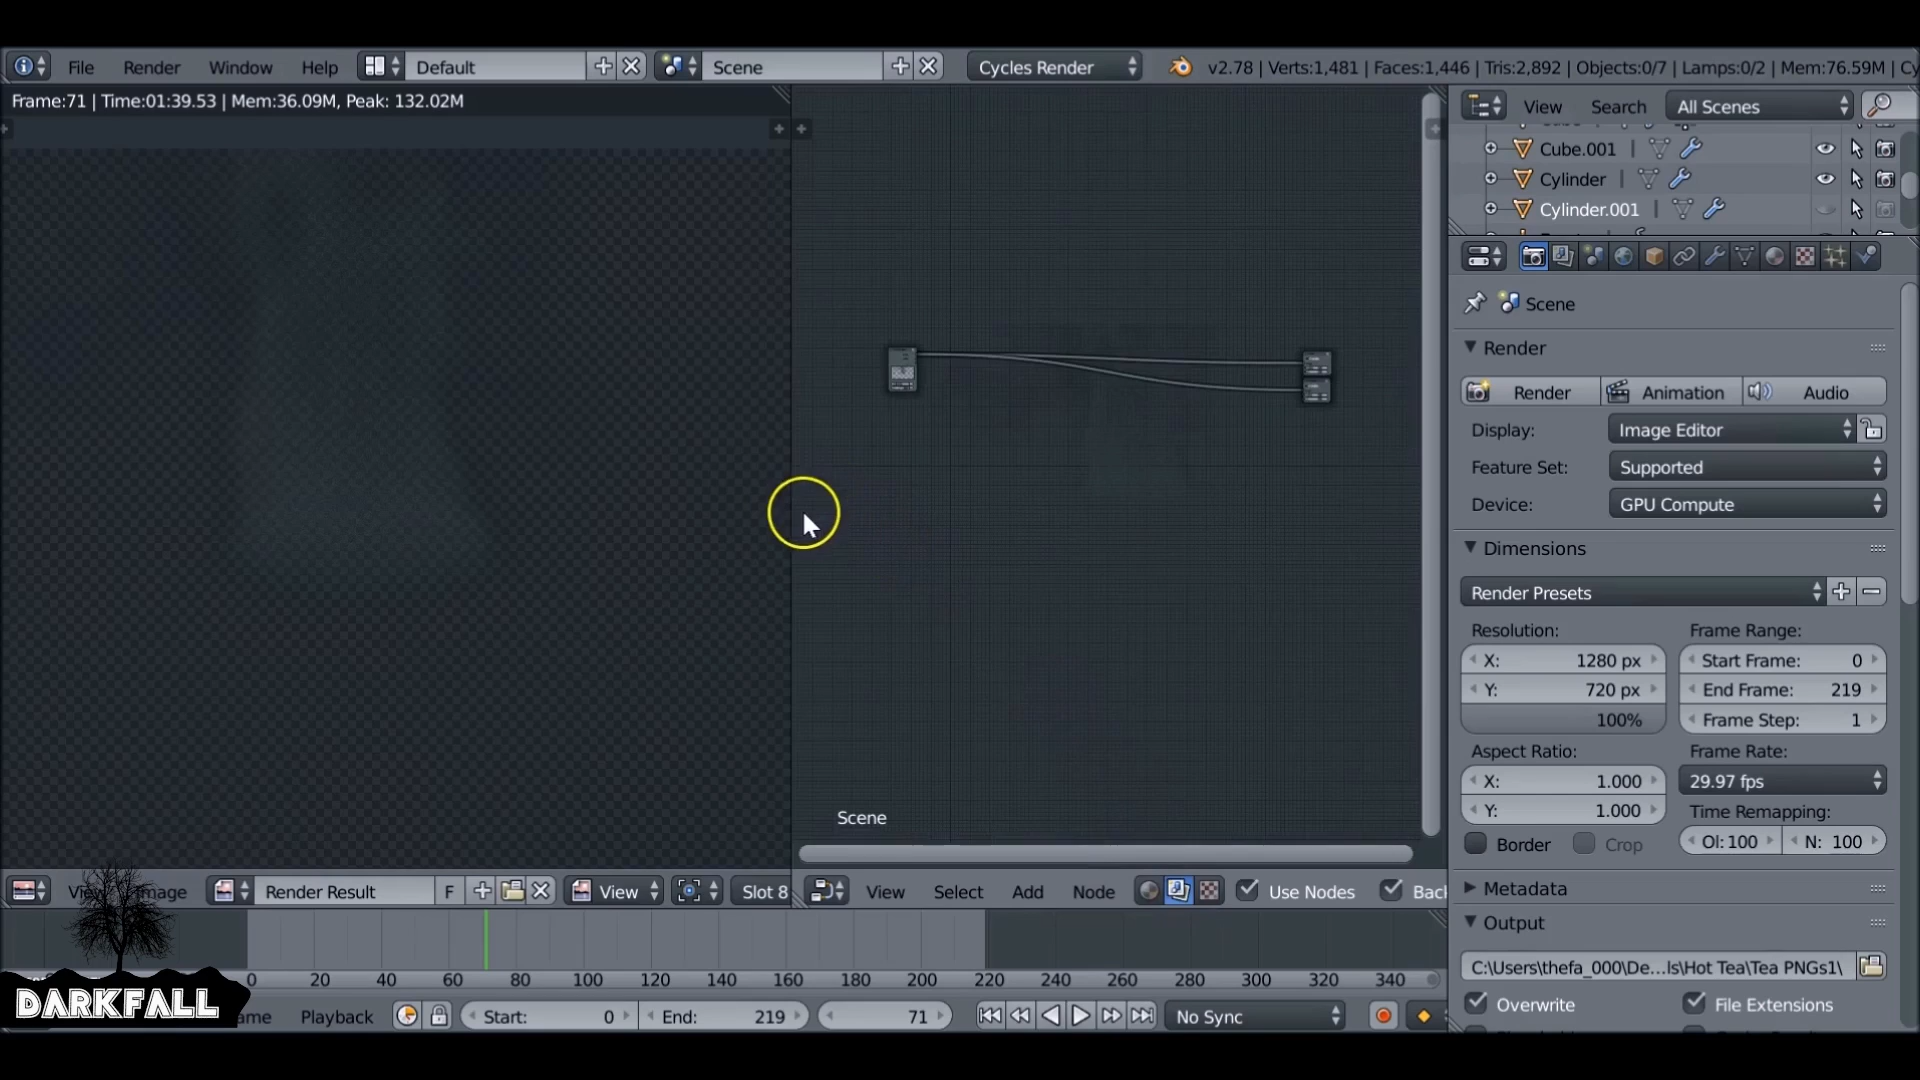 File Render Window Help Default Scene Cycles Render v2.78 | Verts:1,481 | Faces:1,446 | Tris:2,892 | Objects:0/7 | Lamps:0/2 | Mem:76.59M | Cy
Frame:71 | Time:01:39.53 | Mem:36.09M, Peak: 132.02M
View Search All Scenes
Cube.001
Cylinder
Cylinder.001
Scene
Render
Render Animation Audio
Display: Image Editor
Feature Set: Supported
Device: GPU Compute
Dimensions
Render Presets
Resolution: Frame Range:
X: 1280 px Start Frame: 0
Y: 720 px End Frame: 219
100% Frame Step: 1
Aspect Ratio: Frame Rate:
X: 1.000 29.97 fps
Y: 1.000 Time Remapping:
Border Crop Ol: 100 N: 100
Metadata
Output
C:\Users\thefa_000\De...ls\Hot Tea\Tea PNGs1\
Overwrite File Extensions
Scene
View Image Render Result F View Slot 8 View Select Add Node Use Nodes Back
0 20 40 60 80 100 120 140 160 180 200 220 240 260 280 300 320 340
Playback Start: 0 End: 219 71 No Sync
DARKFALL